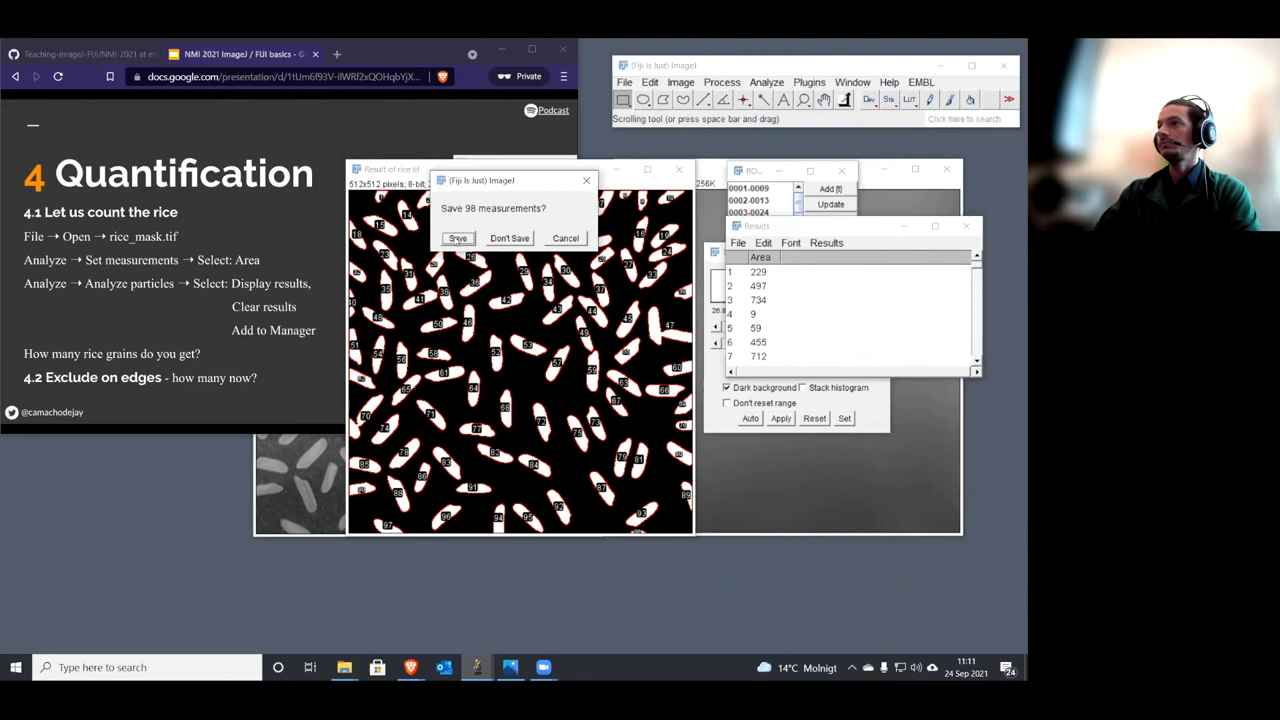 Teaching-ImageJ-FIJI/NMI-2021 at m
NMI 2021 ImageJ / FIJI basics - G
docs.google.com/presentation/d/1tUm6f93V-ilWRf2xQOHqbYjX...
Private
Podcast
4 Quantification
4.1 Let us count the rice
File → Open → rice_mask.tif
Analyze → Set measurements → Select: Area
Analyze → Analyze particles → Select: Display results,
Clear results
Add to Manager
How many rice grains do you get?
4.2 Exclude on edges - how many now?
@camachodejay
(Fiji Is Just) ImageJ
File Edit Image Process Analyze Plugins Window Help EMBL
Dev Stk LUT
Scrolling tool (or press space bar and drag)
Click here to search
Result of rice.tif
512x512 pixels; 8-bit;
256K
(Fiji Is Just) ImageJ
Save 98 measurements?
Save Don't Save Cancel
RO...
0001-0009
0002-0013
0003-0024
Add [t]
Update
Results
File Edit Font Results
Area
1 229
2 497
3 734
4 9
5 59
6 455
7 712
Dark background Stack histogram
Don't reset range
Auto Apply Reset Set
Type here to search
14°C Molnigt
11:11
24 Sep 2021
24